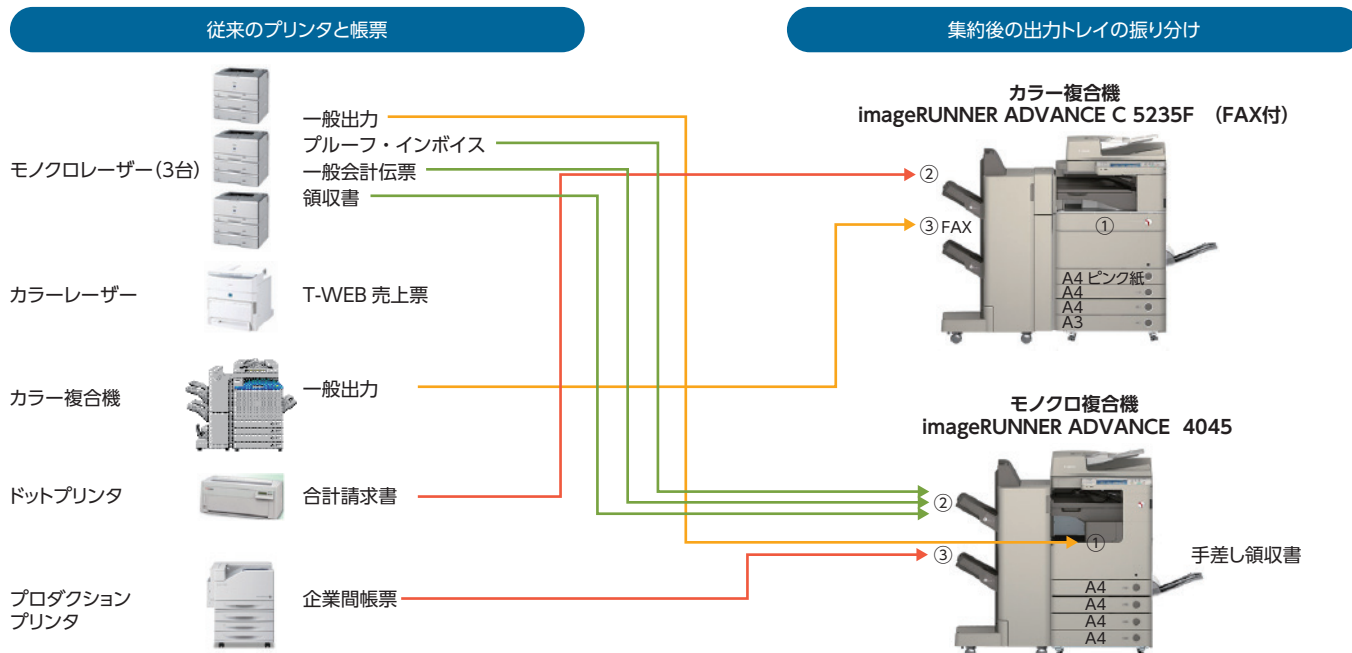 従来のプリンタと帳票
集約後の出力トレイの振り分け
モノクロレーザー(3台)
一般出力
プルーフ・インボイス
一般会計伝票
領収書
カラーレーザー
T-WEB 売上票
カラー複合機
一般出力
ドットプリンタ
合計請求書
プロダクション
プリンタ
企業間帳票
カラー複合機
imageRUNNER ADVANCE C 5235F (FAX付)
②
③FAX
①
A4 ピンク紙
A4
A4
A3
モノクロ複合機
imageRUNNER ADVANCE 4045
②
①
③
手差し領収書
A4
A4
A4
A4